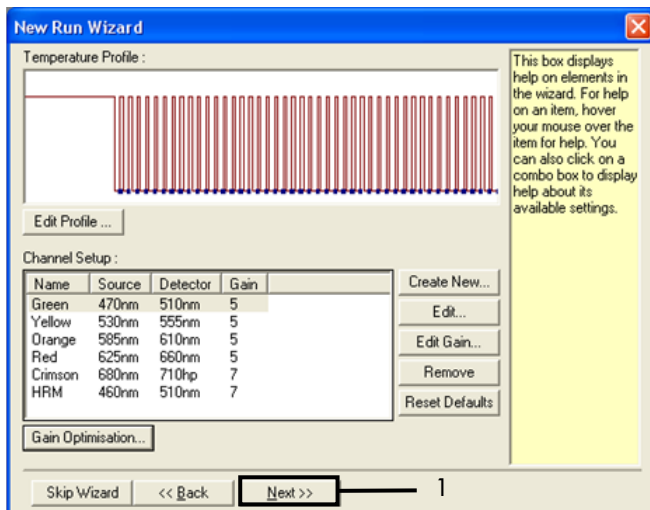 New Run Wizard
Temperature Profile :
This box displays
help on elements in
the wizard. For help
on an item, hover
your mouse over the
item for help. You
can also click on a
combo box to display
help about its
available settings.
Edit Profile ...
Channel Setup :
Name Source Detector Gain
Green 470nm 510nm 5
Yellow 530nm 555nm 5
Orange 585nm 610nm 5
Red 625nm 660nm 5
Crimson 680nm 710hp 7
HRM 460nm 510nm 7
Create New...
Edit...
Edit Gain...
Remove
Reset Defaults
Gain Optimisation...
Skip Wizard << Back Next >> 1